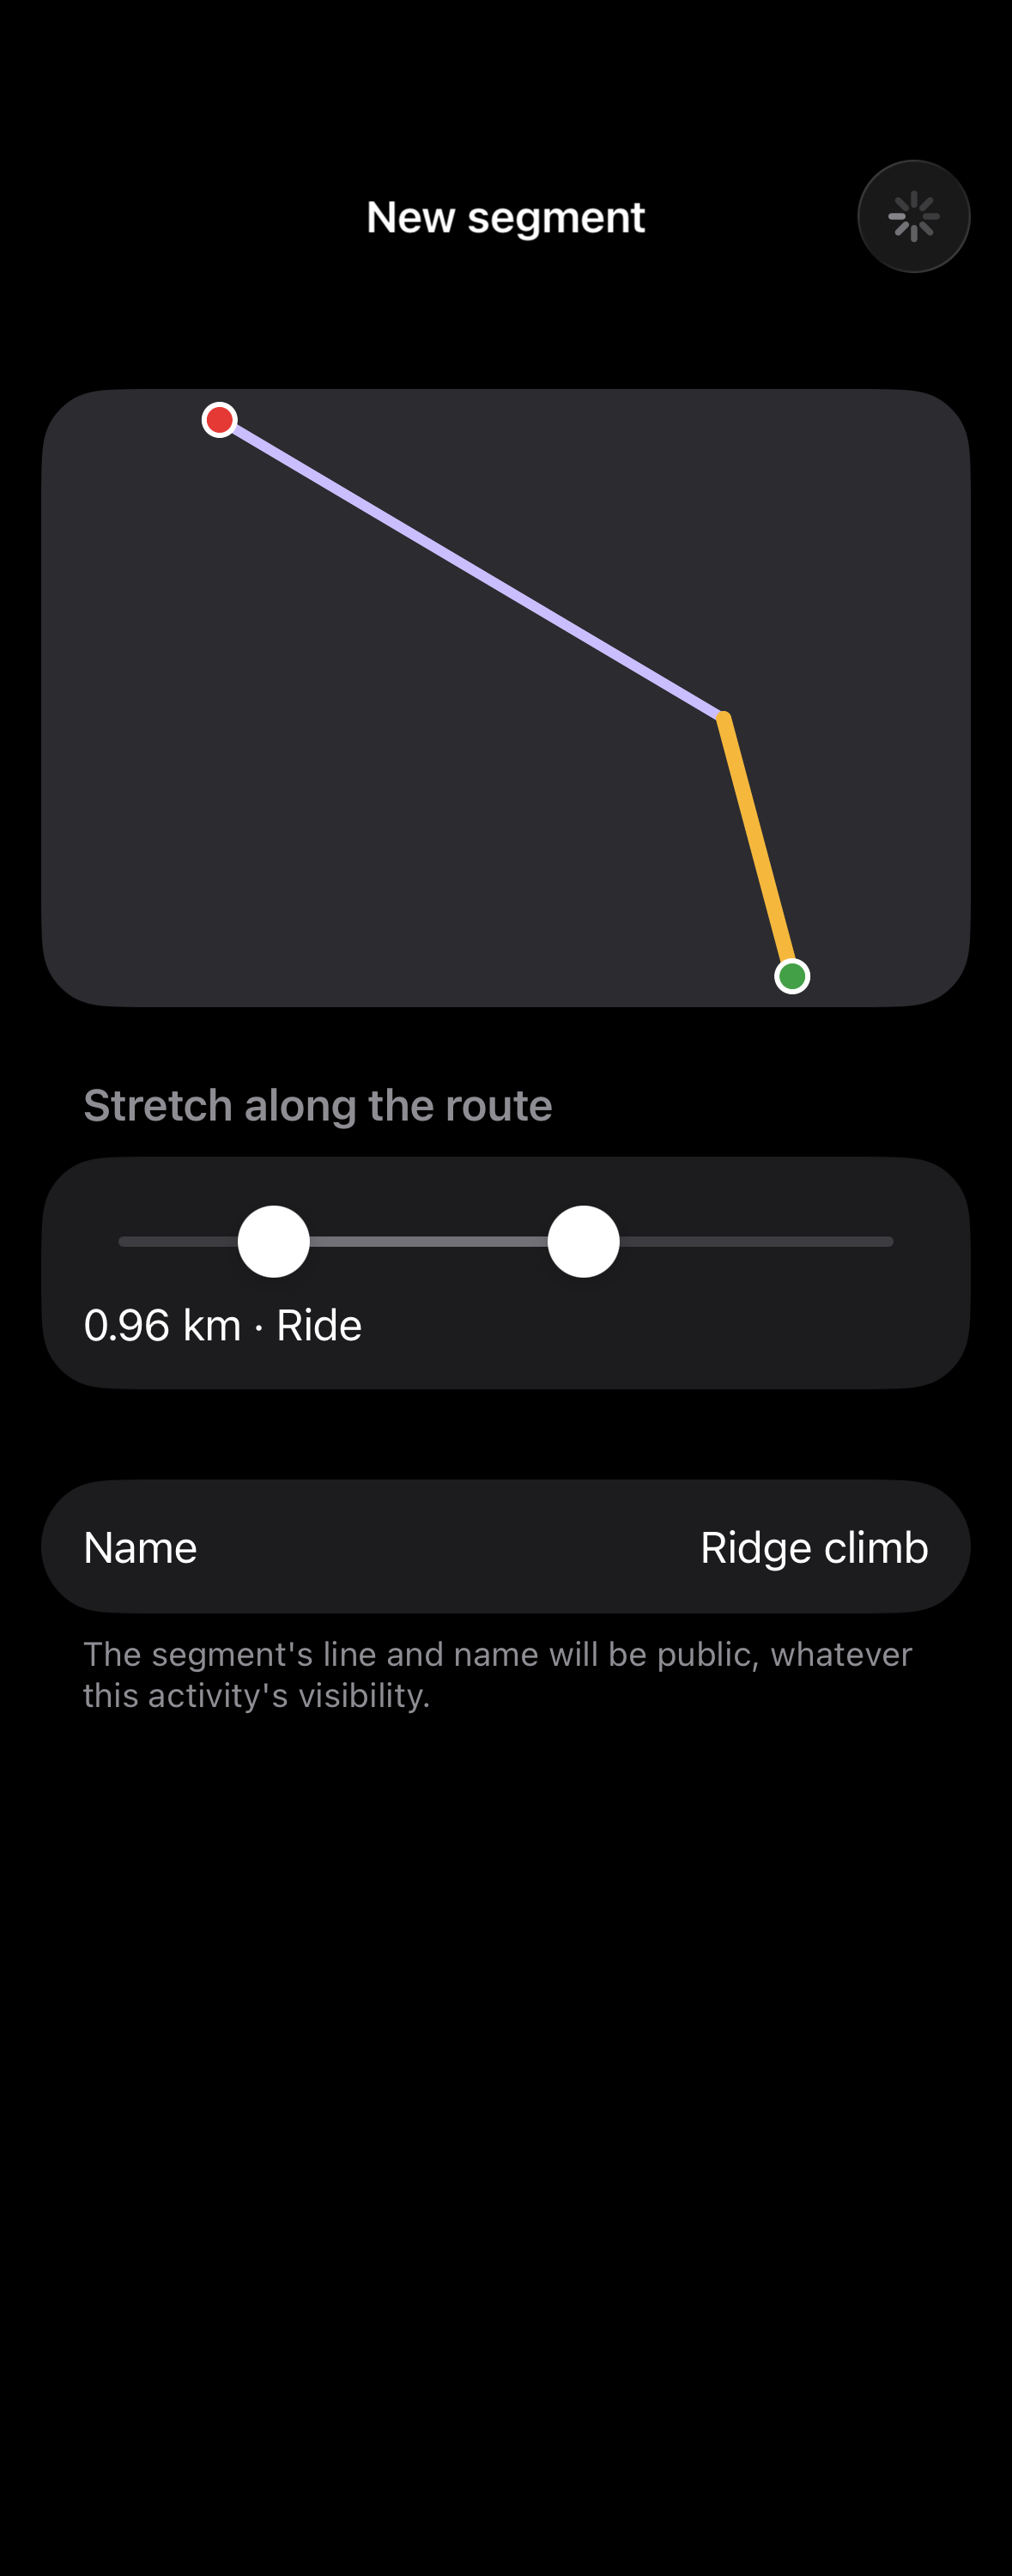 New segment
Stretch along the route
0.96 km · Ride
Name
Ridge climb
The segment's line and name will be public, whatever
this activity's visibility.